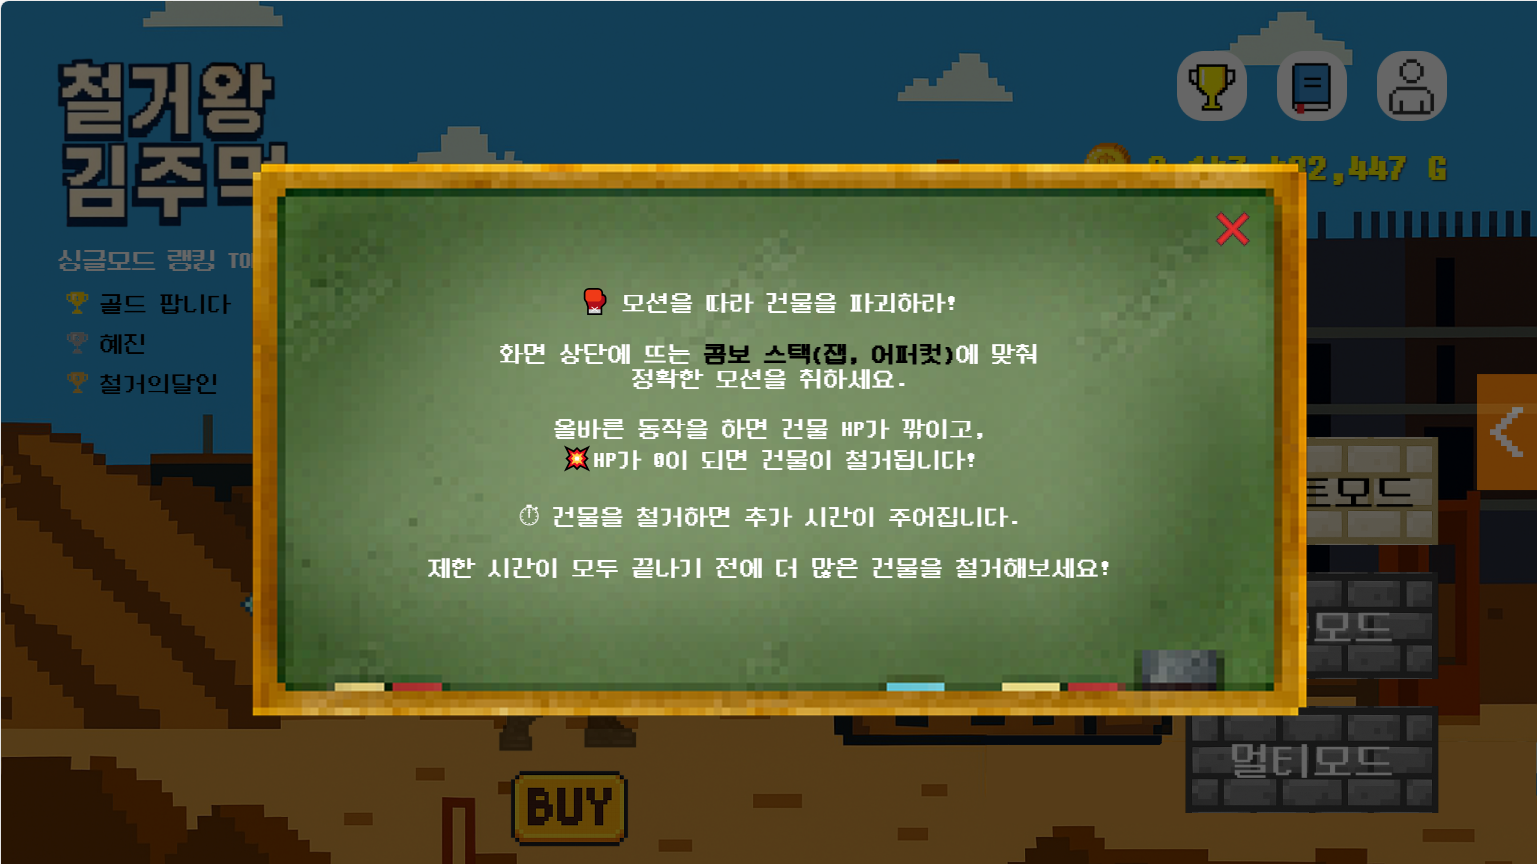 철거왕
김주먹
싱글모드 랭킹
골드 팝니다
혜진
철거의달인
🥊 모션을 따라 건물을 파괴하라!
화면 상단에 뜨는 콤보 스택(잽, 어퍼컷)에 맞춰
정확한 모션을 취하세요.
올바른 동작을 하면 건물 HP가 깎이고,
💥HP가 0이 되면 건물이 철거됩니다!
⏱ 건물을 철거하면 추가 시간이 주어집니다.
제한 시간이 모두 끝나기 전에 더 많은 건물을 철거해보세요!
트모드
모드
멀티모드
BUY